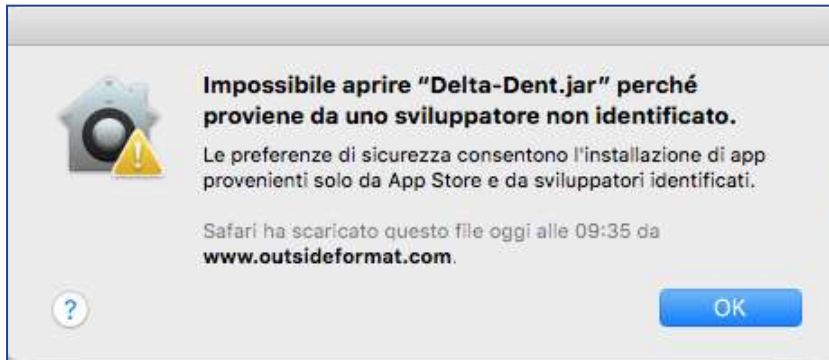 Impossibile aprire “Delta-Dent.jar” perché
proviene da uno sviluppatore non identificato.
Le preferenze di sicurezza consentono l'installazione di app
provenienti solo da App Store e da sviluppatori identificati.
Safari ha scaricato questo file oggi alle 09:35 da
www.outsideformat.com.
?
OK